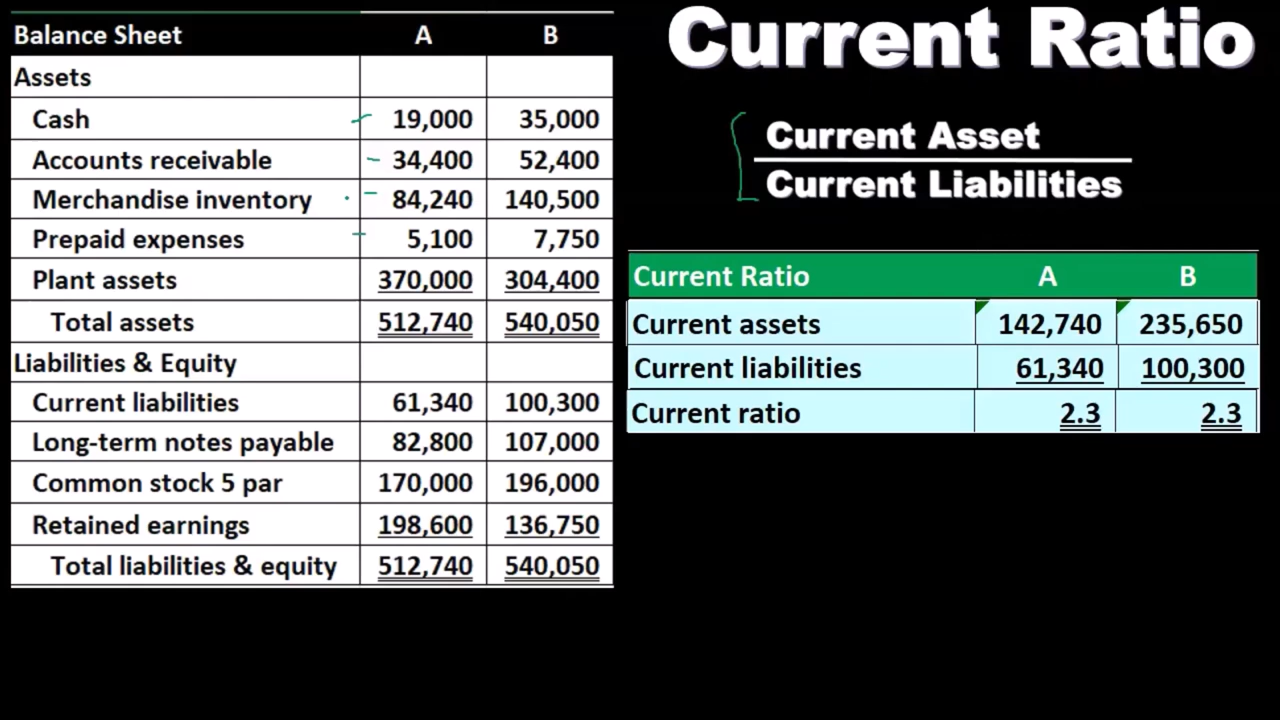 Balance Sheet A B
Assets
Cash 19,000 35,000
Accounts receivable 34,400 52,400
Merchandise inventory 84,240 140,500
Prepaid expenses 5,100 7,750
Plant assets 370,000 304,400
Total assets 512,740 540,050
Liabilities & Equity
Current liabilities 61,340 100,300
Long-term notes payable 82,800 107,000
Common stock 5 par 170,000 196,000
Retained earnings 198,600 136,750
Total liabilities & equity 512,740 540,050
Current Ratio
Current Asset
Current Liabilities
Current Ratio A B
Current assets 142,740 235,650
Current liabilities 61,340 100,300
Current ratio 2.3 2.3